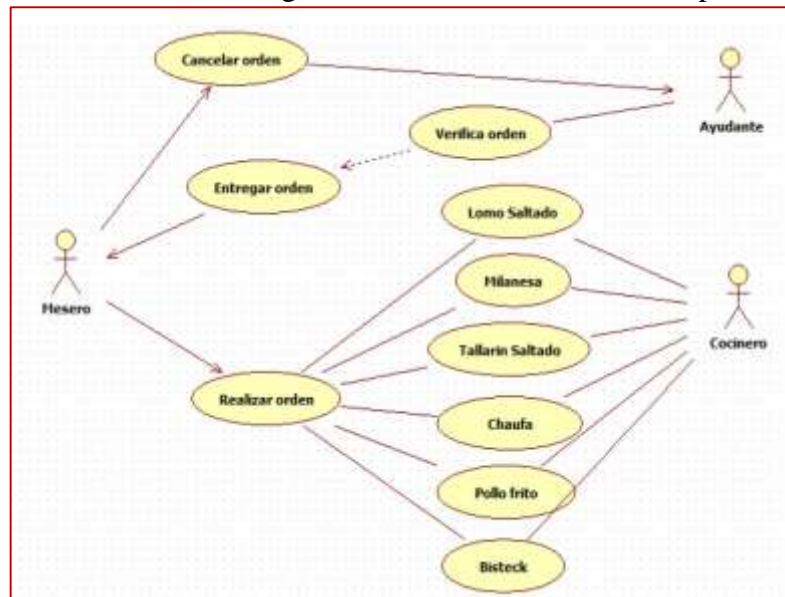 Cancelar orden
Ayudante
Verifica orden
Entregar orden
Lomo Saltado
Mesero
Milanesa
Cocinero
Tallarin Saltado
Realizar orden
Chaufa
Pollo frito
Bisteck